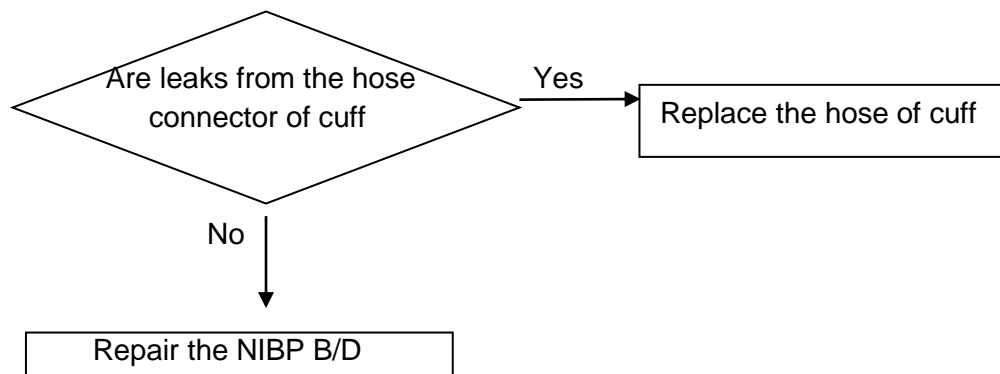 Are leaks from the hose
connector of cuff
Yes
Replace the hose of cuff
No
Repair the NIBP B/D